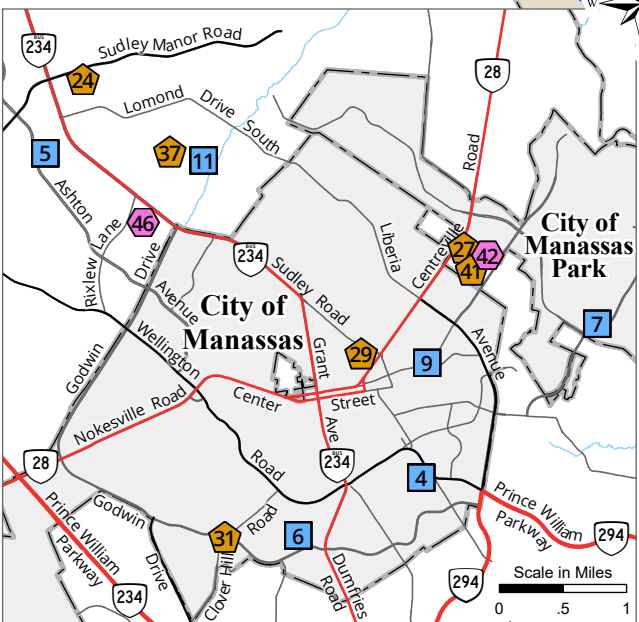 W
BUS
234
Sudley Manor Road
24
28
Lomond Drive South
5
37
11
Road
Ashton
46
Rixlew Lane
Drive
Liberia
Centreville
27
42
41
City of
Manassas
Park
BUS
234
Sudley Road
Avenue
City of
Manassas
7
Wellington
Grant
29
9
Avenue
Godwin
Nokesville Road
Center
Street
Ave
28
Road
BUS
234
4
Prince William
Parkway
Godwin
Prince William
Parkway
Drive
Road
31
6
Clover Hill
294
234
Dumfries
Road
294
Scale in Miles
0
.5
1